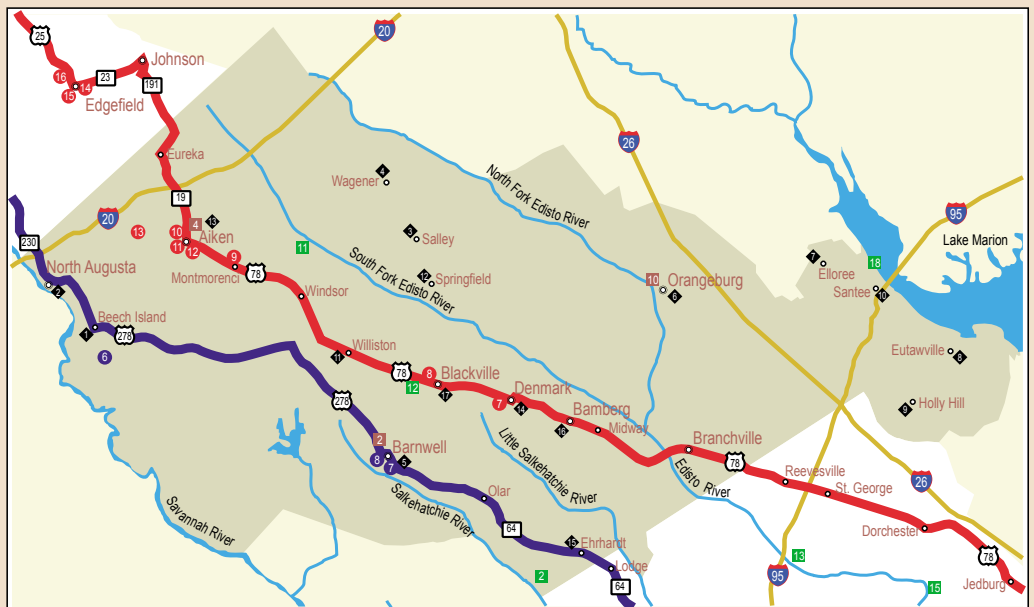 25
20
Johnson
16
23
14
191
15
Edgefield
26
Eureka
4
Wagener
North Fork Edisto River
19
95
20
13
10
4
13
Aiken
3
Salley
Lake Marion
230
11
12
11
7
18
Elloree
9
Montmorenci
78
South Fork Edisto River
North Augusta
2
12
Springfield
10
Orangeburg
6
Santee
10
Windsor
Beech Island
1
278
6
11
Williston
Eutawville
8
78
8
Blackville
12
17
278
7
Denmark
14
9
Holly Hill
Bamberg
16
Midway
2
Barnwell
8
7
5
Branchville
78
Little Salkehatchie River
Edisto River
Reevesville
St. George
26
Olar
Salkehatchie River
Savannah River
64
Dorchester
15
Ehrhardt
13
78
Lodge
2
64
95
15
Jedburg